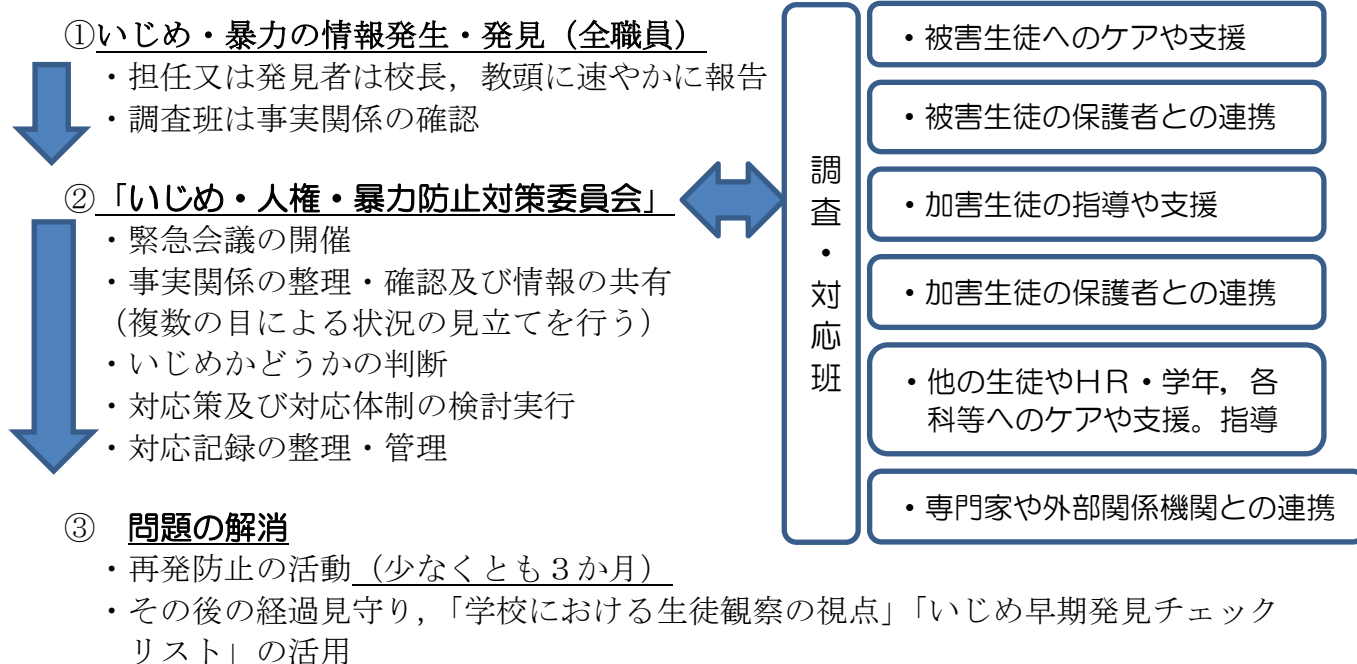 ①いじめ・暴力の情報発生・発見（全職員）
・担任又は発見者は校長，教頭に速やかに報告
・調査班は事実関係の確認
②「いじめ・人権・暴力防止対策委員会」
・緊急会議の開催
・事実関係の整理・確認及び情報の共有
（複数の目による状況の見立てを行う）
・いじめかどうかの判断
・対応策及び対応体制の検討実行
・対応記録の整理・管理
③　問題の解消
・再発防止の活動（少なくとも３か月）
・その後の経過見守り，「学校における生徒観察の視点」「いじめ早期発見チェック
リスト」の活用
調査・対応班
・被害生徒へのケアや支援
・被害生徒の保護者との連携
・加害生徒の指導や支援
・加害生徒の保護者との連携
・他の生徒やＨＲ・学年，各
科等へのケアや支援。指導
・専門家や外部関係機関との連携